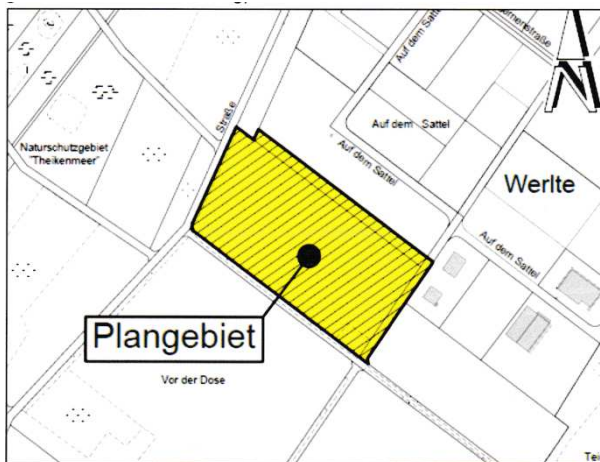 Auf dem Sattel
Straße
Naturschutzgebiet
"Theikenmeer"
Auf dem Sattel
Auf dem Sattel
N
Werlte
Auf dem Sattel
Plangebiet
Vor der Dose